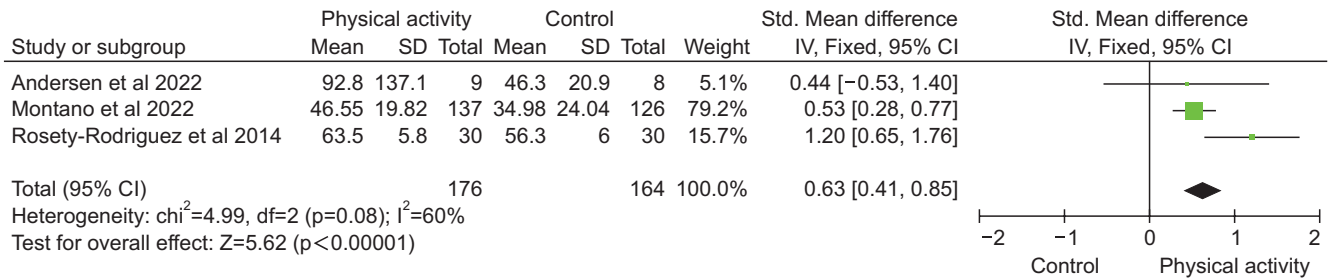 Physical activity Control Std. Mean difference Std. Mean difference
Study or subgroup Mean SD Total Mean SD Total Weight IV, Fixed, 95% CI IV, Fixed, 95% CI
Andersen et al 2022 92.8 137.1 9 46.3 20.9 8 5.1% 0.44 [−0.53, 1.40]
Montano et al 2022 46.55 19.82 137 34.98 24.04 126 79.2% 0.53 [0.28, 0.77]
Rosety-Rodriguez et al 2014 63.5 5.8 30 56.3 6 30 15.7% 1.20 [0.65, 1.76]
Total (95% CI) 176 164 100.0% 0.63 [0.41, 0.85]
Heterogeneity: chi²=4.99, df=2 (p=0.08); I²=60%
Test for overall effect: Z=5.62 (p<0.00001)
−2 −1 0 1 2
Control Physical activity